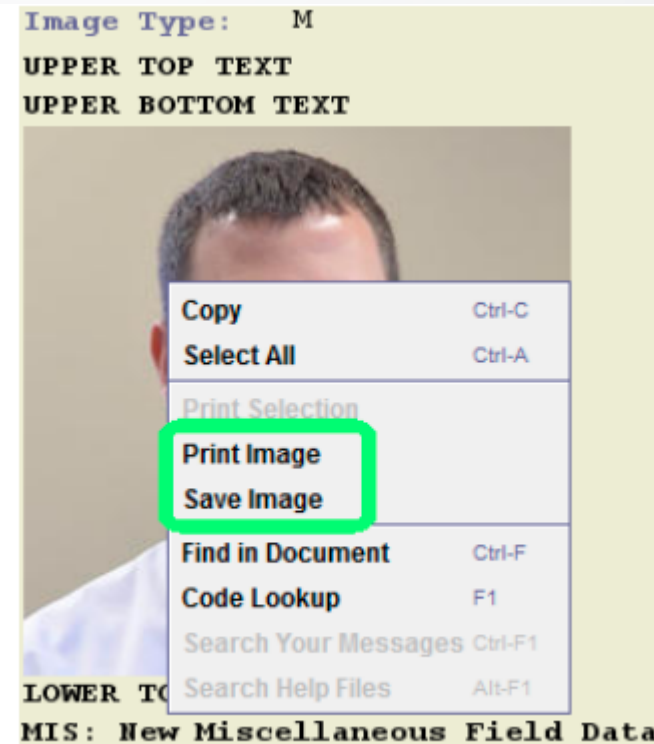 Image Type: M
UPPER TOP TEXT
UPPER BOTTOM TEXT
Copy Ctrl-C
Select All Ctrl-A
Print Selection
Print Image
Save Image
Find in Document Ctrl-F
Code Lookup F1
Search Your Messages Ctrl-F1
Search Help Files Alt-F1
LOWER
MIS: New Miscellaneous Field Data